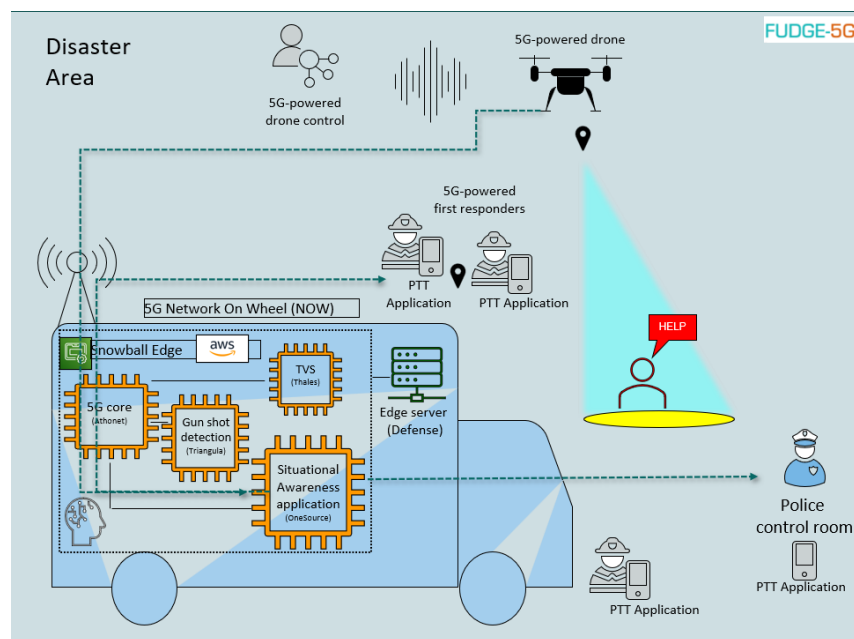 Disaster
Area
5G-powered
drone control
5G-powered drone
FUDGE-5G
5G-powered
first responders
PTT
Application
PTT Application
5G Network On Wheel (NOW)
Snowball Edge
aws
TVS
(Thales)
5G core
(Athonet)
Gun shot
detection
(Triangula)
Edge server
(Defense)
Situational
Awareness
application
(OneSource)
HELP
Police
control room
PTT Application
PTT Application